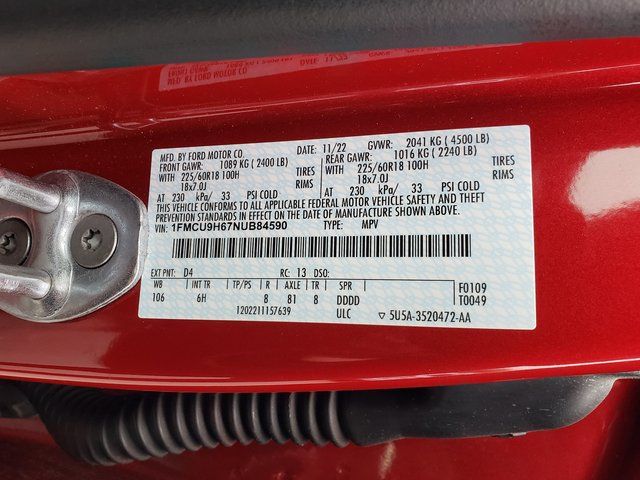 MFD. BY FORD MOTOR CO. DATE: 11/22 GVWR: 2041 KG ( 4500 LB)
FRONT GAWR: 1089 KG ( 2400 LB) REAR GAWR: 1016 KG ( 2240 LB)
WITH 225/60R18 100H TIRES WITH 225/60R18 100H TIRES
18x7.0J RIMS 18x7.0J RIMS
AT 230 kPa/ 33 PSI COLD AT 230 kPa/ 33 PSI COLD
THIS VEHICLE CONFORMS TO ALL APPLICABLE FEDERAL MOTOR VEHICLE SAFETY AND THEFT
PREVENTION STANDARDS IN EFFECT ON THE DATE OF MANUFACTURE SHOWN ABOVE.
VIN: 1FMCU9H67NUB84590 TYPE: MPV
EXT PNT: D4 RC: 13 DSO:
WB INT TR TP/PS R AXLE TR SPR F0109
106 6H 8 81 8 DDDD T0049
1202211157639 ULC ▽ 5U5A-3520472-AA